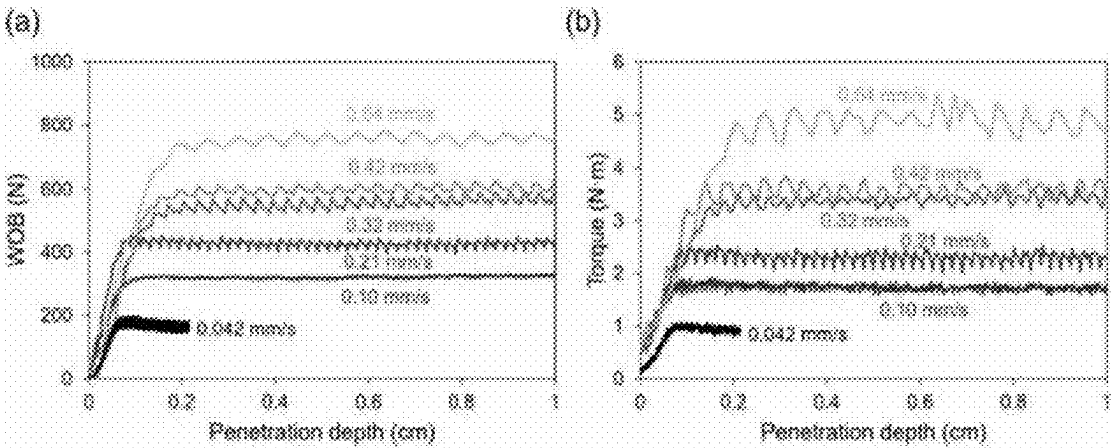 (a)
1000
800
600
400
200
0
WOB (N)
0.64 mm/s
0.42 mm/s
0.32 mm/s
0.21 mm/s
0.10 mm/s
0.042 mm/s
0 0.2 0.4 0.6 0.8 1
Penetration depth (cm)
(b)
6
5
4
3
2
1
0
Torque (N·m)
0.64 mm/s
0.42 mm/s
0.32 mm/s
0.21 mm/s
0.10 mm/s
0.042 mm/s
0 0.2 0.4 0.6 0.8 1
Penetration depth (cm)